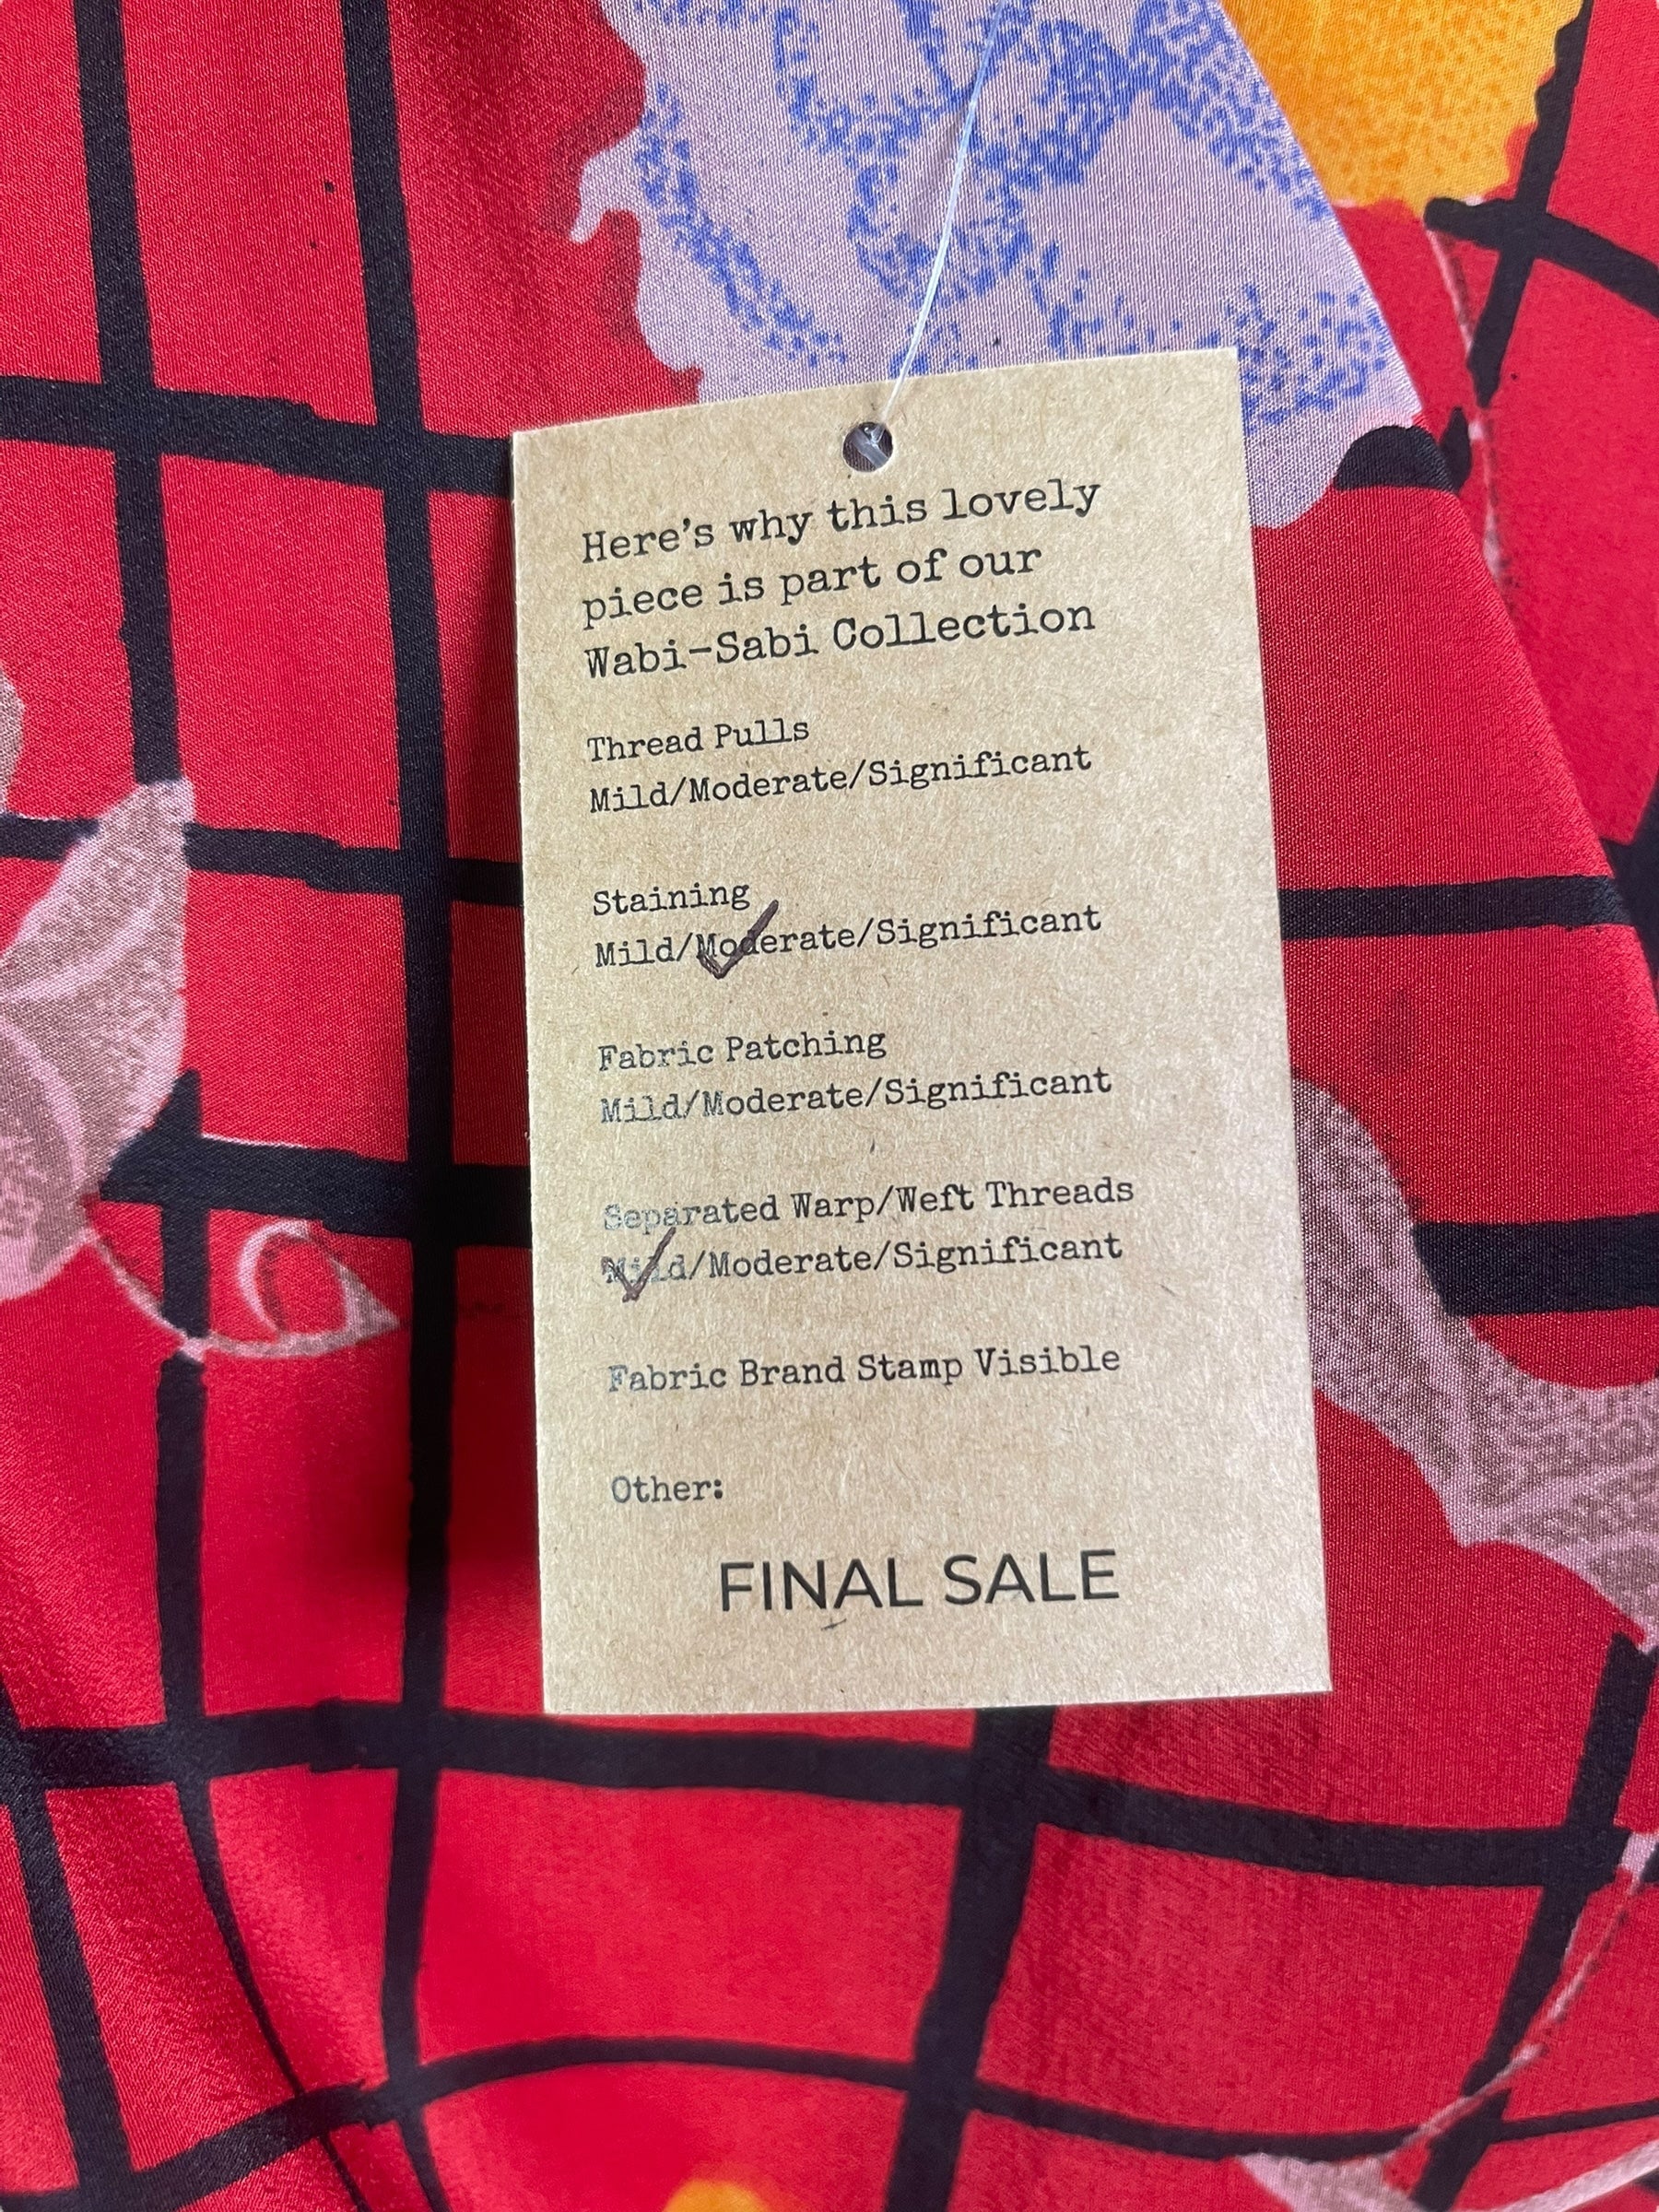 Here's why this lovely
piece is part of our
Wabi-Sabi Collection
Thread Pulls
Mild/Moderate/Significant
Staining
Mild/Moderate/Significant
Fabric Patching
Mild/Moderate/Significant
Separated Warp/Weft Threads
Mild/Moderate/Significant
Fabric Brand Stamp Visible
Other:
FINAL SALE